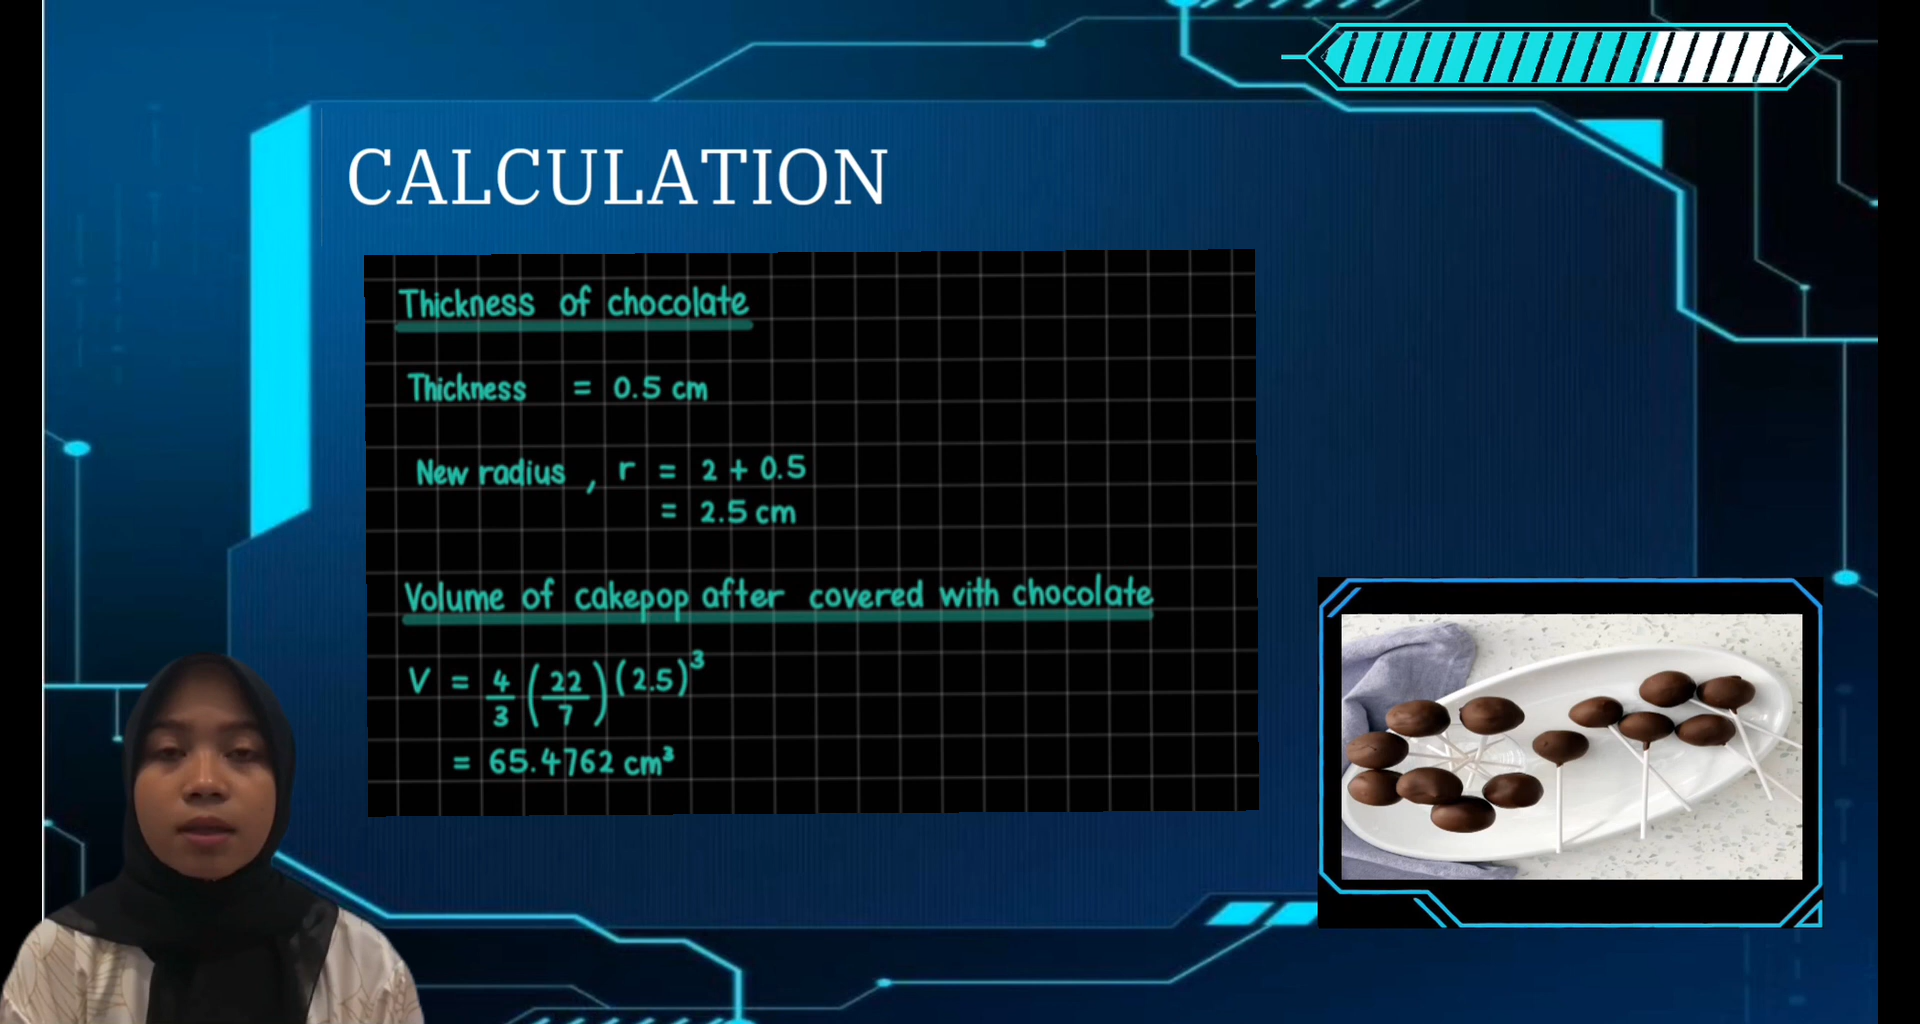 CALCULATION
Thickness of chocolate
Thickness = 0.5 cm
New radius , r = 2 + 0.5
= 2.5 cm
Volume of cakepop after covered with chocolate
V = 4/3 (22/7) (2.5)³
= 65.4762 cm³